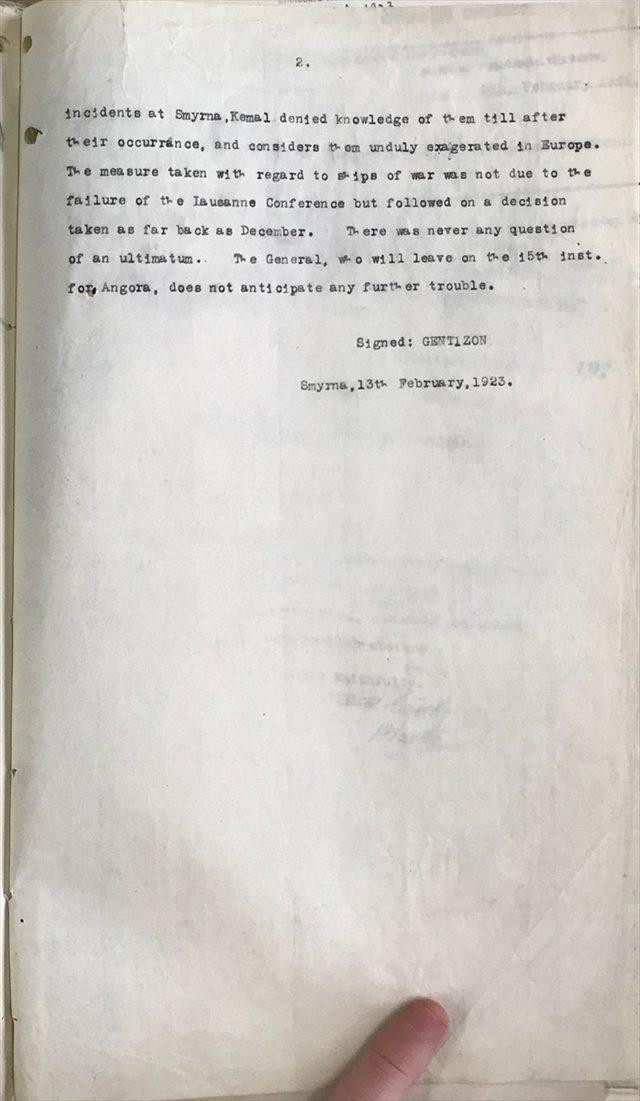 2.
incidents at Smyrna,Kemal denied knowledge of them till after
their occurrance, and considers them unduly exagerated in Europe.
The measure taken with regard to ships of war was not due to the
failure of the Lausanne Conference but followed on a decision
taken as far back as December. There was never any question
of an ultimatum.. The General, who will leave on the 15th inst.
for, Angora, does not anticipate any further trouble.
Signed: GENTIZON
Smyrna,13th February,1923.